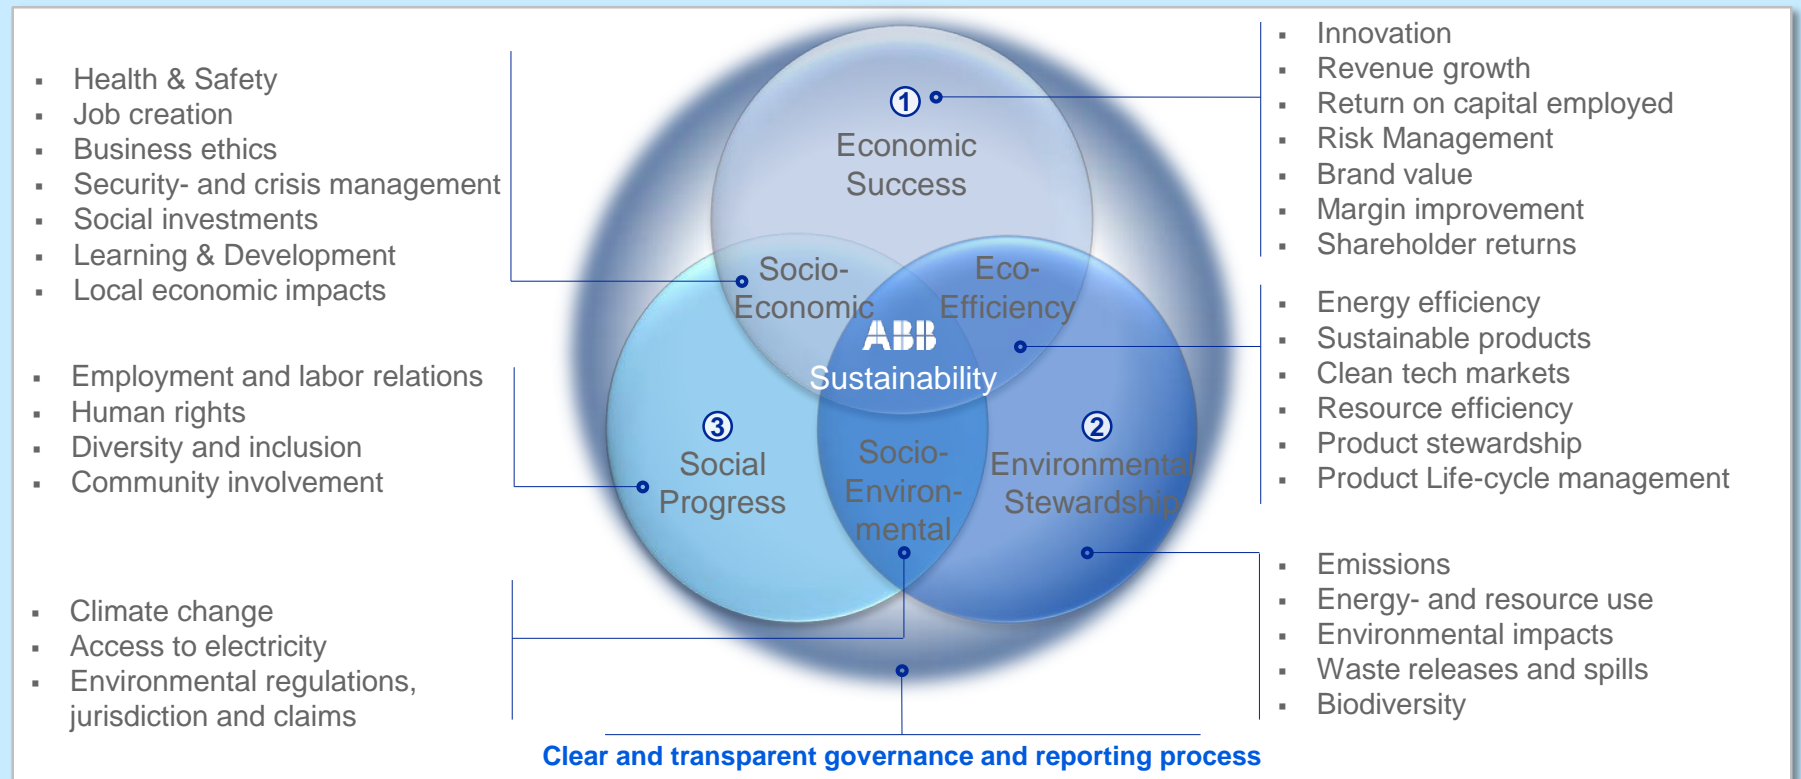 ▪ Health & Safety
▪ Job creation
▪ Business ethics
▪ Security- and crisis management
▪ Social investments
▪ Learning & Development
▪ Local economic impacts
▪ Employment and labor relations
▪ Human rights
▪ Diversity and inclusion
▪ Community involvement
▪ Climate change
▪ Access to electricity
▪ Environmental regulations,
jurisdiction and claims
1
Economic
Success
Socio-
Economic
Eco-
Efficiency
ABB
Sustainability
3
Social
Progress
Socio-
Environ-
mental
2
Environmental
Stewardship
▪ Innovation
▪ Revenue growth
▪ Return on capital employed
▪ Risk Management
▪ Brand value
▪ Margin improvement
▪ Shareholder returns
▪ Energy efficiency
▪ Sustainable products
▪ Clean tech markets
▪ Resource efficiency
▪ Product stewardship
▪ Product Life-cycle management
▪ Emissions
▪ Energy- and resource use
▪ Environmental impacts
▪ Waste releases and spills
▪ Biodiversity
Clear and transparent governance and reporting process